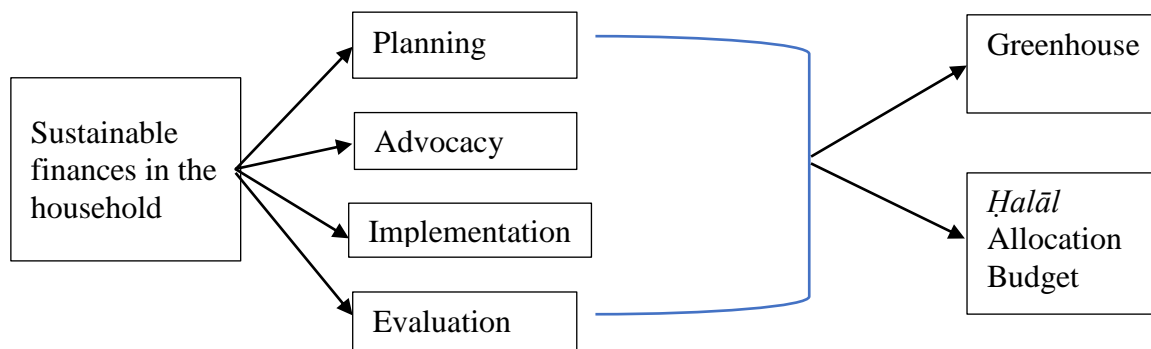 Sustainable
finances in the
household
Planning
Advocacy
Implementation
Evaluation
Greenhouse
Ḥalāl
Allocation
Budget